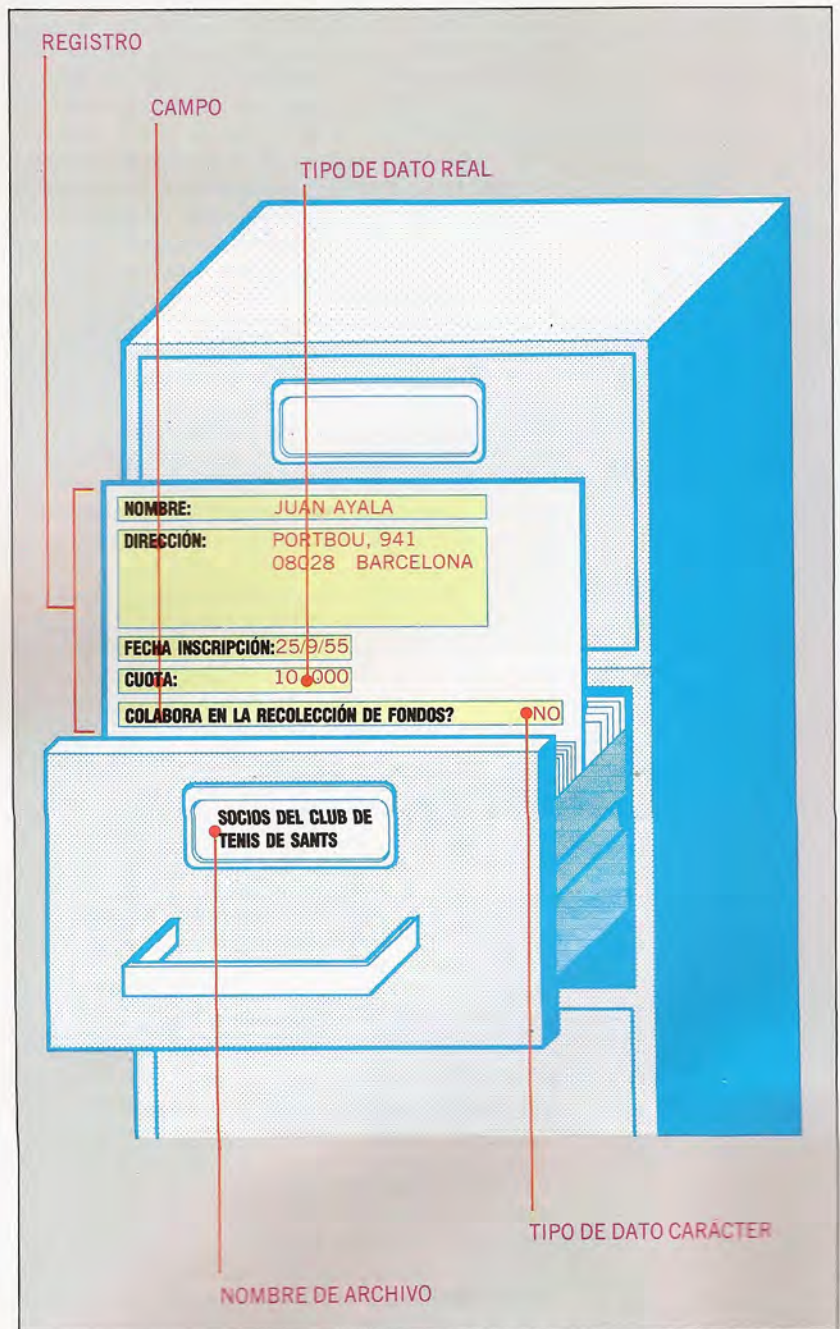 REGISTRO
CAMPO
TIPO DE DATO REAL
NOMBRE: JUAN AYALA
DIRECCIÓN: PORTBOU, 941
08028 BARCELONA
FECHA INSCRIPCIÓN: 25/9/55
CUOTA: 10.000
COLABORA EN LA RECOLECCIÓN DE FONDOS? NO
SOCIOS DEL CLUB DE
TENIS DE SANTS
TIPO DE DATO CARÁCTER
NOMBRE DE ARCHIVO